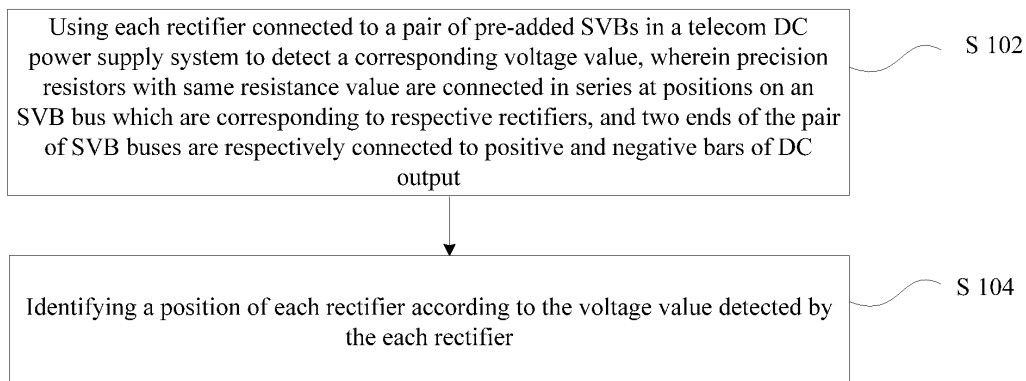 Using each rectifier connected to a pair of pre-added SVBs in a telecom DC
power supply system to detect a corresponding voltage value, wherein precision
resistors with same resistance value are connected in series at positions on an
SVB bus which are corresponding to respective rectifiers, and two ends of the pair
of SVB buses are respectively connected to positive and negative bars of DC
output
S 102
Identifying a position of each rectifier according to the voltage value detected by
the each rectifier
S 104